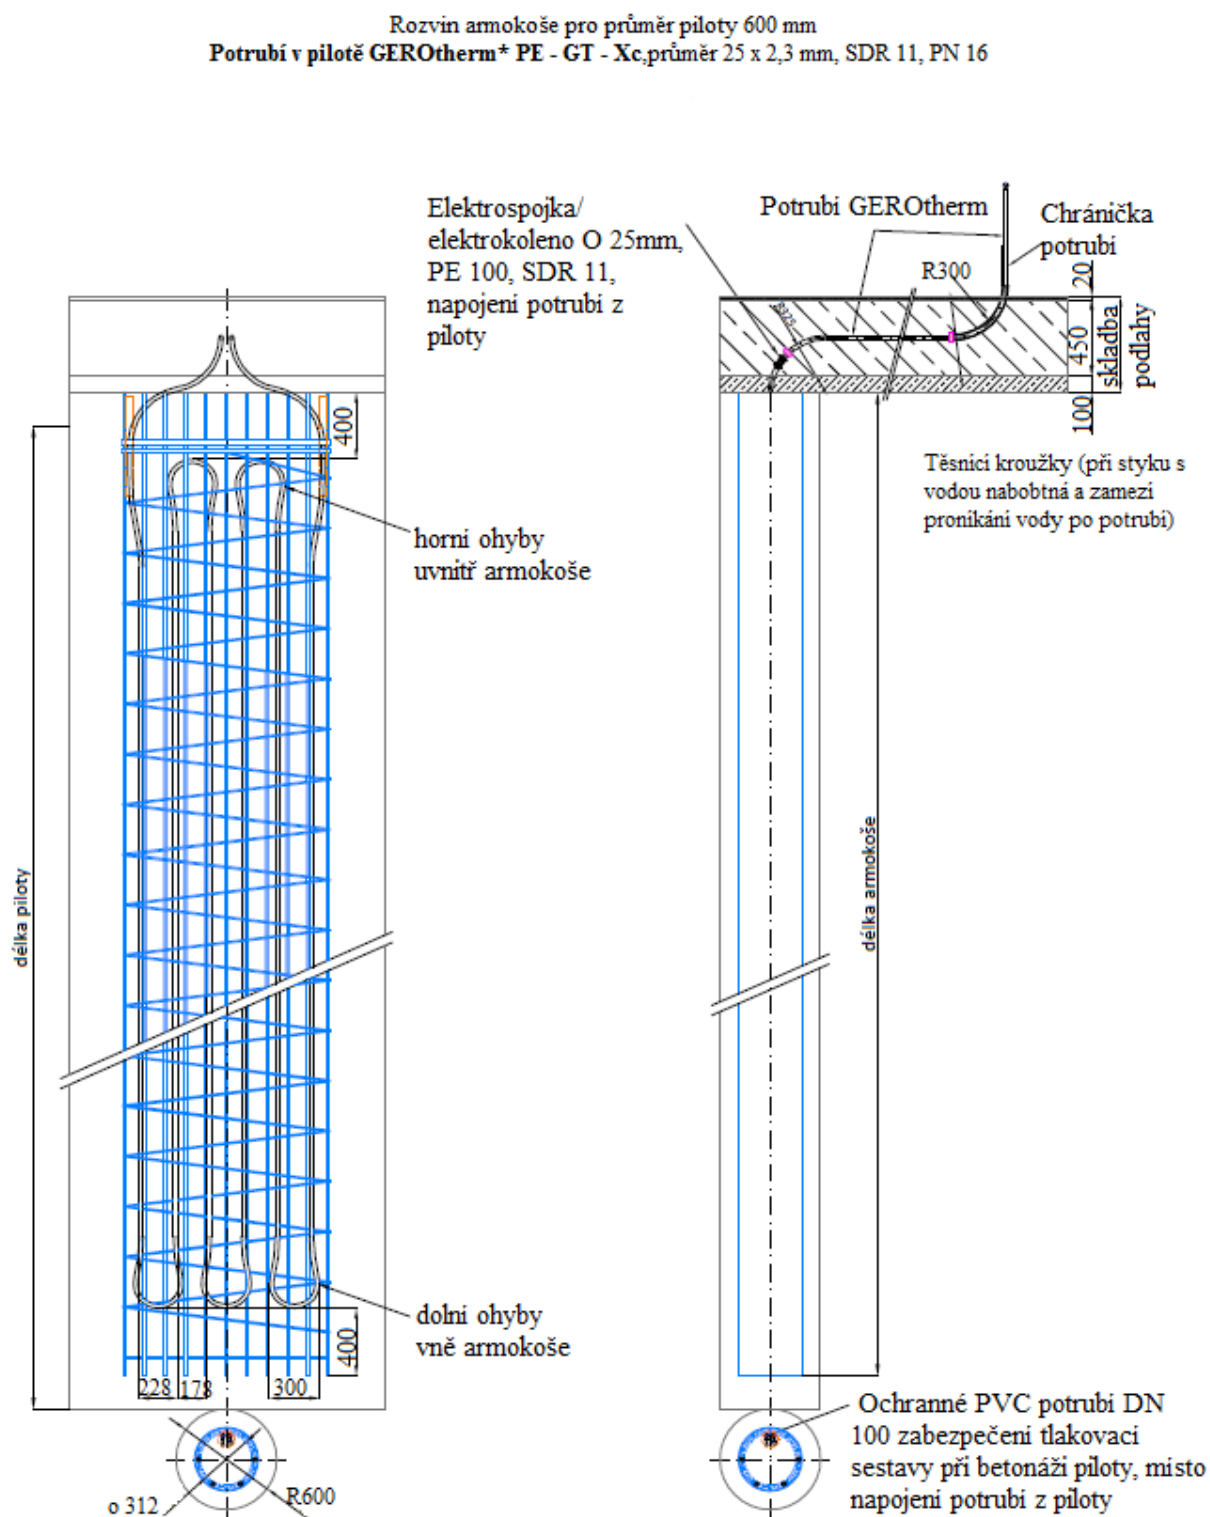 Rozvin armokoše pro průměr piloty 600 mm
Potrubí v pilotě GEROtherm* PE - GT - Xc,průměr 25 x 2,3 mm, SDR 11, PN 16
Elektrospojka/
elektrokoleno O 25mm,
PE 100, SDR 11,
napojení potrubí z
piloty
Potrubí GEROtherm
Chránička
potrubí
R300
R325
20
450
100
skladba
podlahy
Těsnící kroužky (při styku s
vodou nabobtná a zamezí
pronikání vody po potrubí)
400
horní ohyby
uvnitř armokoše
délka piloty
délka armokoše
dolní ohyby
vně armokoše
400
228
178
300
o 312
R600
Ochranné PVC potrubí DN
100 zabezpečení tlakovací
sestavy při betonáži piloty, místo
napojení potrubí z piloty